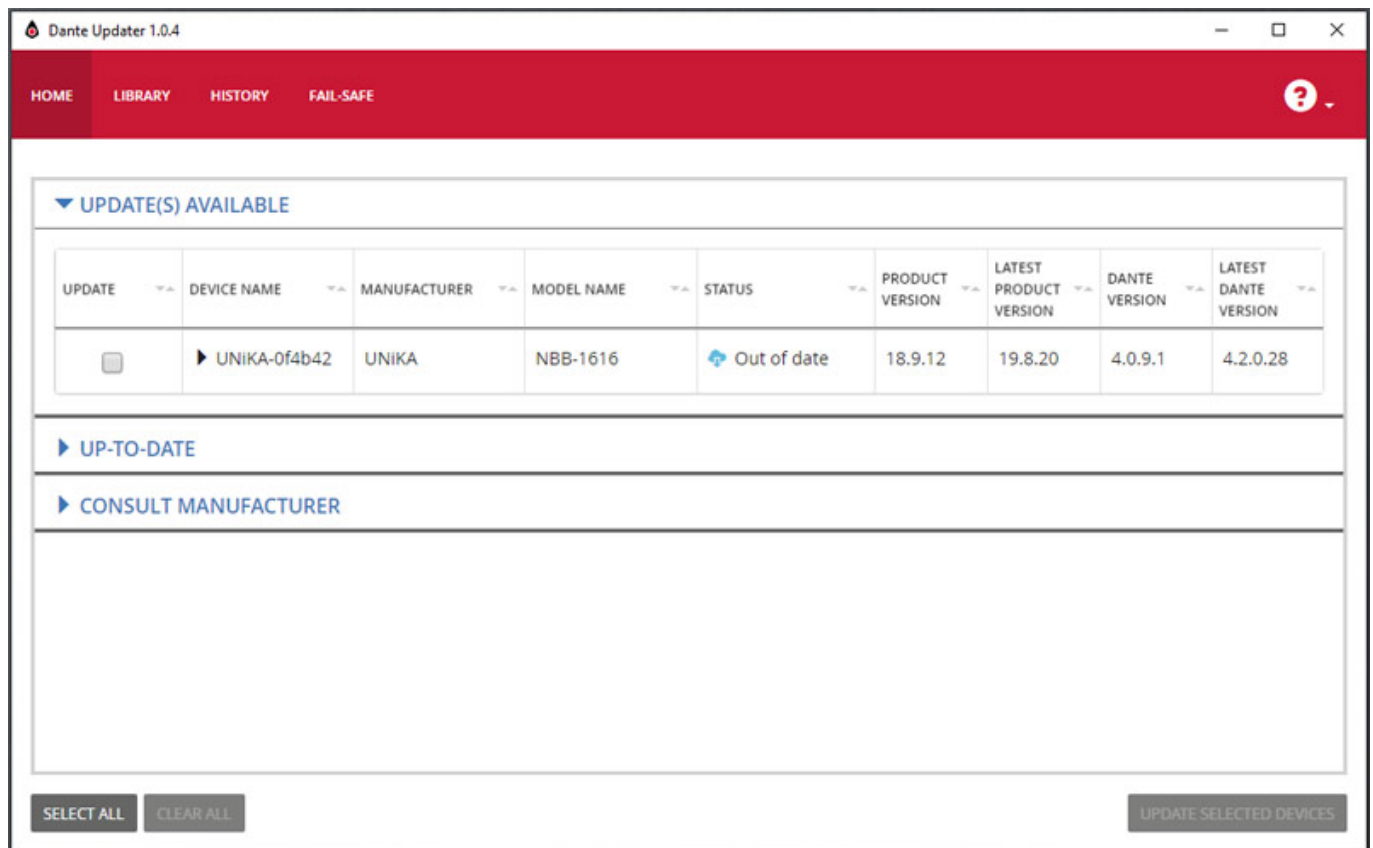 Dante Updater 1.0.4
HOME LIBRARY HISTORY FAIL-SAFE ?
UPDATE(S) AVAILABLE
UPDATE DEVICE NAME MANUFACTURER MODEL NAME STATUS PRODUCT VERSION LATEST PRODUCT VERSION DANTE VERSION LATEST DANTE VERSION
UNiKA-0f4b42 UNiKA NBB-1616 Out of date 18.9.12 19.8.20 4.0.9.1 4.2.0.28
UP-TO-DATE
CONSULT MANUFACTURER
SELECT ALL CLEAR ALL UPDATE SELECTED DEVICES